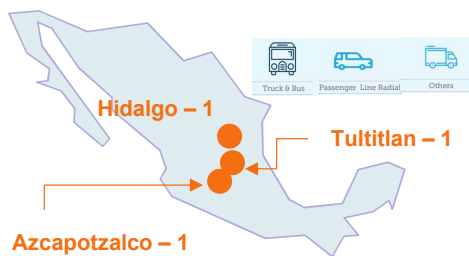 Truck & Bus
Passenger Line Radial
Others
Hidalgo – 1
Tultitlan – 1
Azcapotzalco – 1